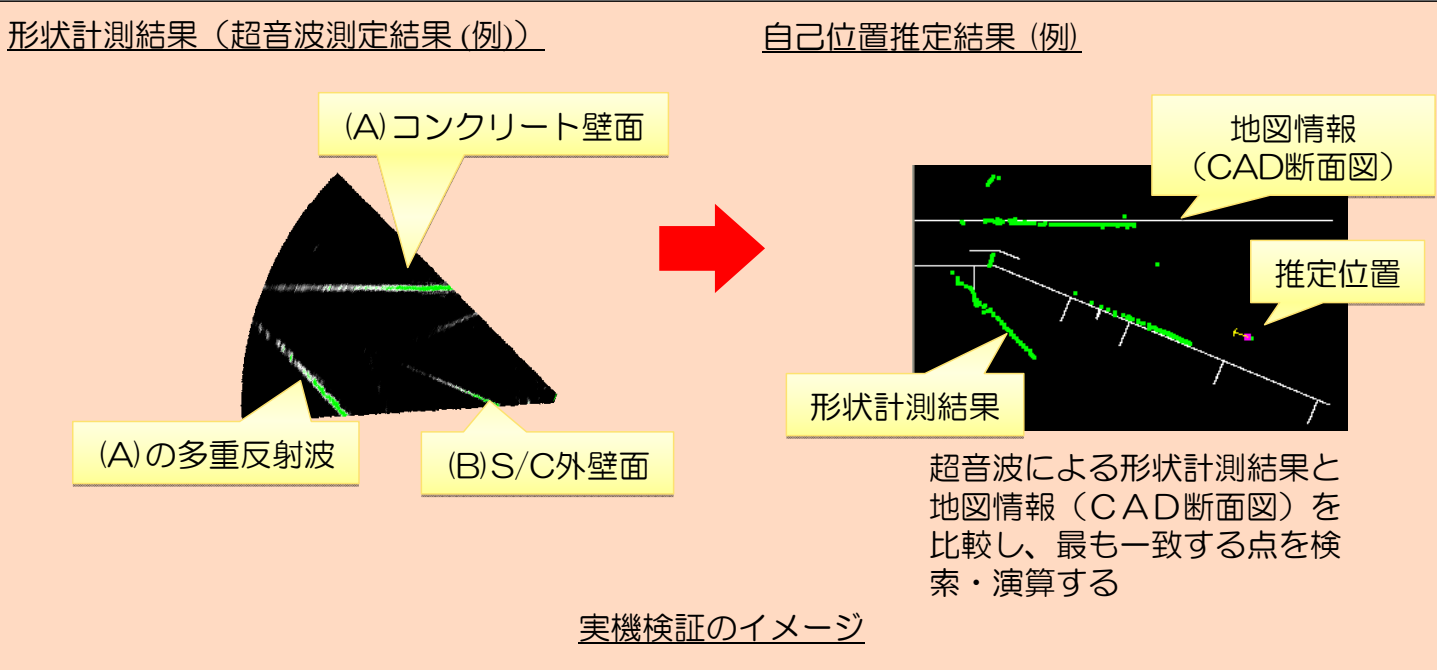 形状計測結果（超音波測定結果(例)）
自己位置推定結果 (例)
(A)コンクリート壁面
(A)の多重反射波
(B)S/C外壁面
地図情報
（CAD断面図）
推定位置
形状計測結果
超音波による形状計測結果と
地図情報（ＣＡＤ断面図）を
比較し、最も一致する点を検
索・演算する
実機検証のイメージ